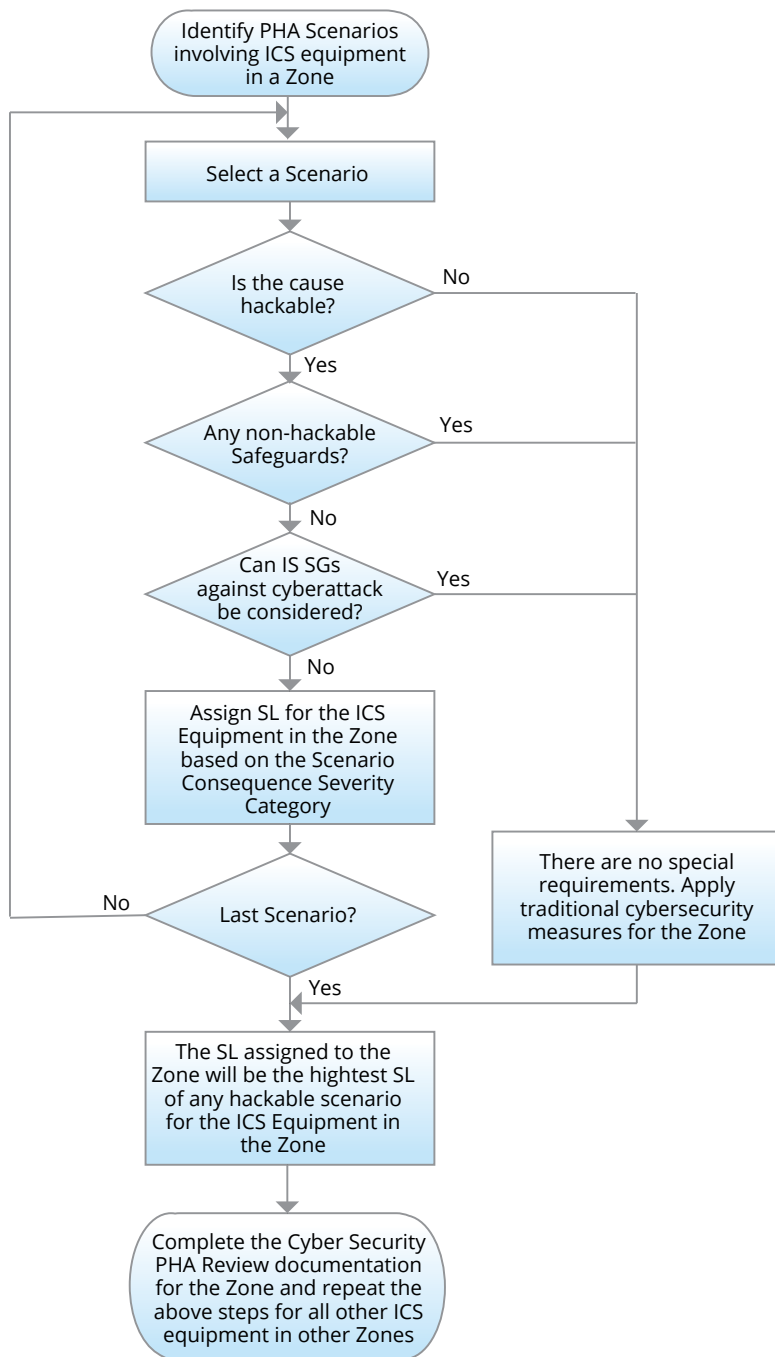 Identify PHA Scenarios
involving ICS equipment
in a Zone
Select a Scenario
Is the cause
hackable?
No
Yes
Any non-hackable
Safeguards?
Yes
No
Can IS SGs
against cyberattack
be considered?
Yes
No
Assign SL for the ICS
Equipment in the Zone
based on the Scenario
Consequence Severity
Category
There are no special
requirements. Apply
traditional cybersecurity
measures for the Zone
No
Last Scenario?
Yes
The SL assigned to the
Zone will be the highest SL
of any hackable scenario
for the ICS Equipment in
the Zone
Complete the Cyber Security
PHA Review documentation
for the Zone and repeat the
above steps for all other ICS
equipment in other Zones